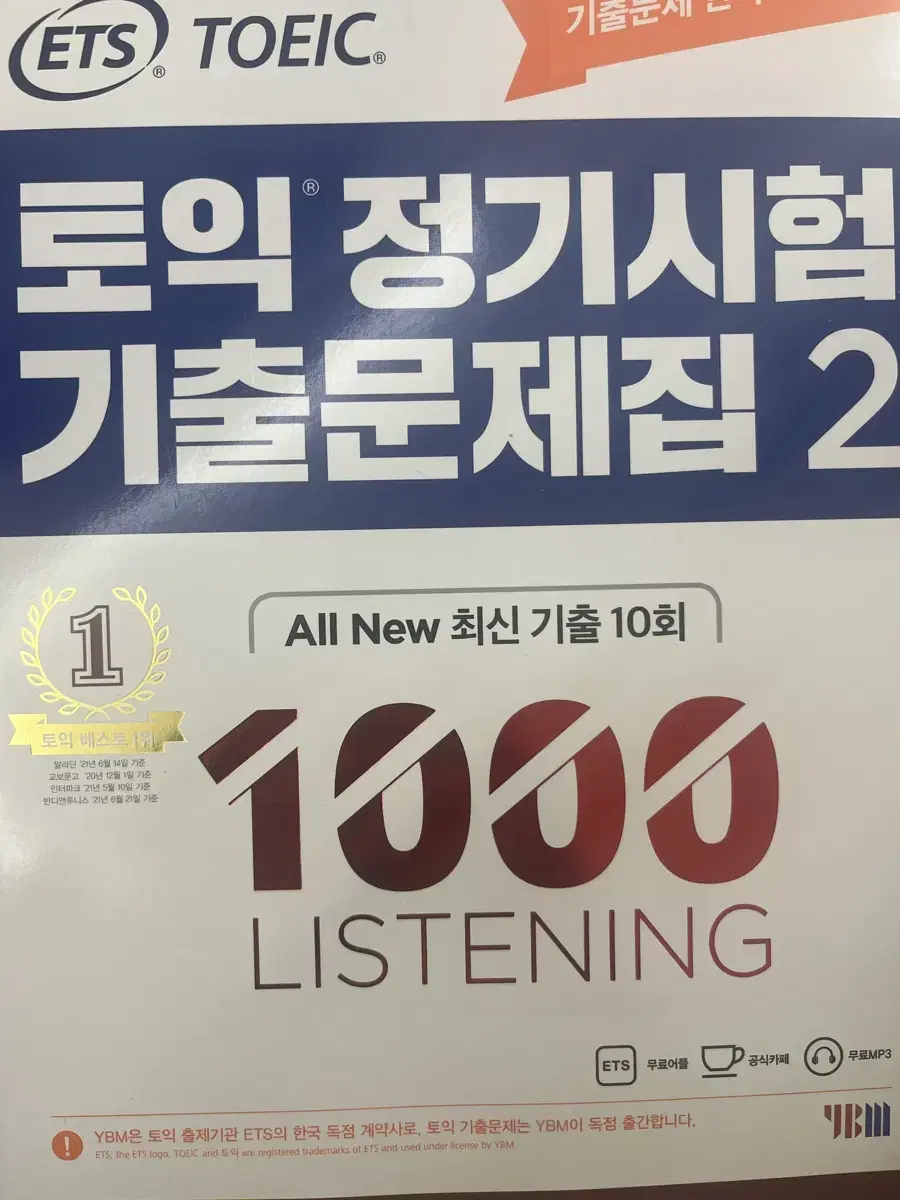 ETS® TOEIC®
기출문제
토익® 정기시험
기출문제집 2
1
토익 베스트 1위
알라딘 '21년 6월 14일 기준
교보문고 '20년 12월 1일 기준
인터파크 '21년 5월 10일 기준
반디앤루니스 '21년 6월 21일 기준
All New 최신 기출 10회
1000
LISTENING
ETS 무료어플 공식카페 무료MP3
! YBM은 토익 출제기관 ETS의 한국 독점 계약사로, 토익 기출문제는 YBM이 독점 출간합니다.
ETS, the ETS logo, TOEIC and 토익 are registered trademarks of ETS and used under license by YBM.
YBM